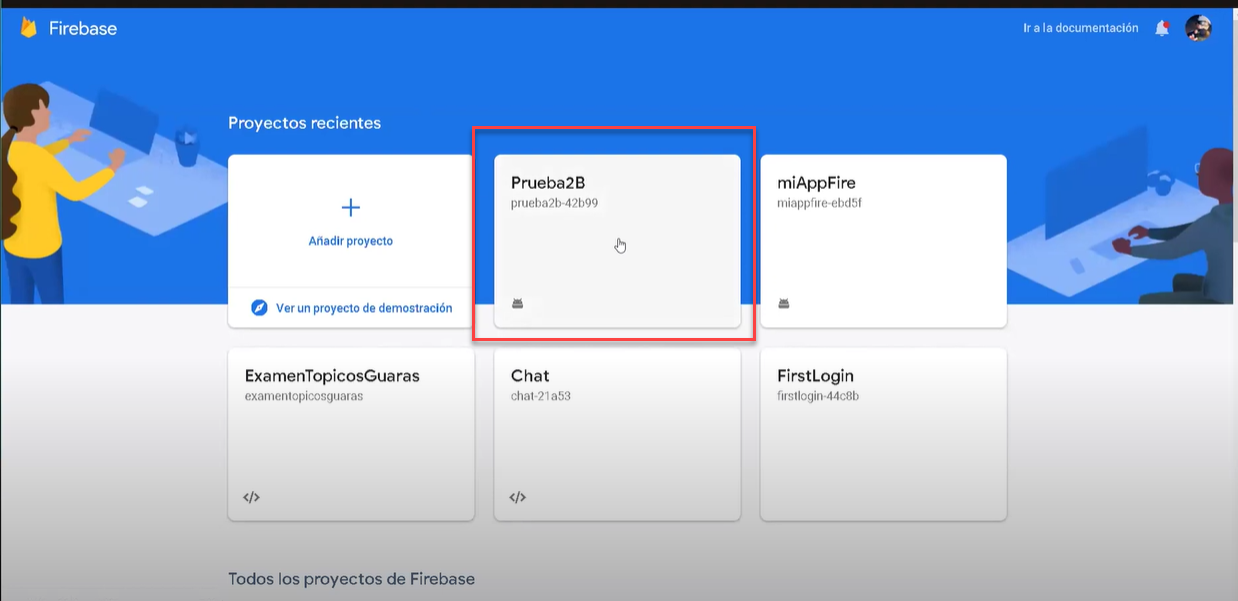 Firebase
Ir a la documentación
Proyectos recientes
Añadir proyecto
Ver un proyecto de demostración
Prueba2B
prueba2b-42b99
miAppFire
miappfire-ebd5f
ExamenTopicosGuaras
examentopicosguaras
Chat
chat-21a53
FirstLogin
firstlogin-44c8b
Todos los proyectos de Firebase